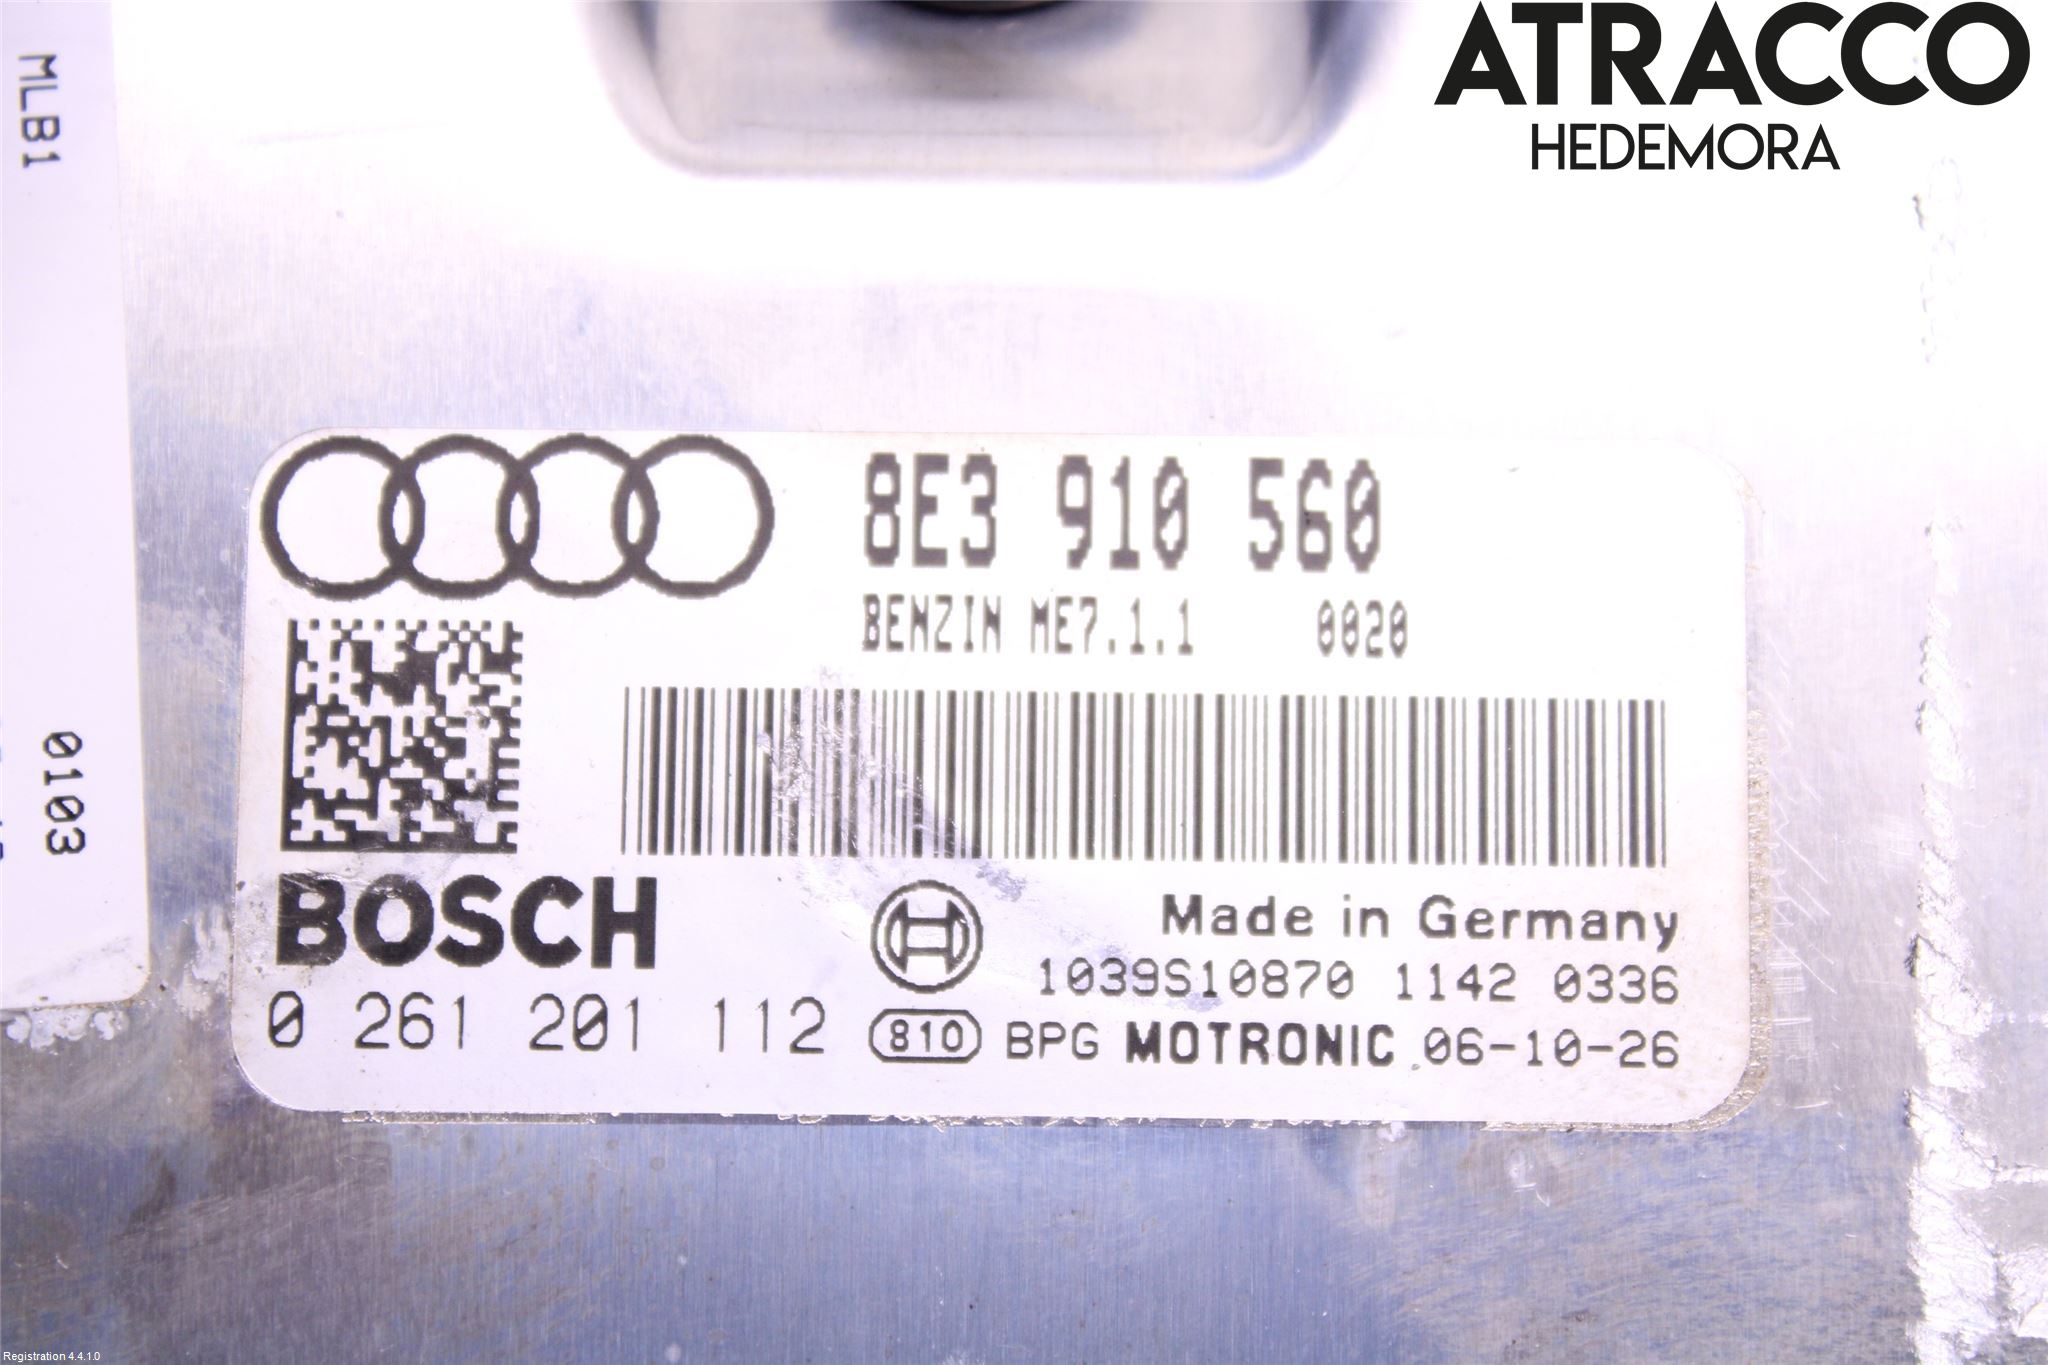 ATRACCO
HEDEMORA
MLB1
0103
8E3 910 560
BENZIN ME7.1.1 0020
BOSCH
Made in Germany
1039S10870 1142 0336
0 261 201 112
810 BPG MOTRONIC 06-10-26
Registration 4.4.1.0